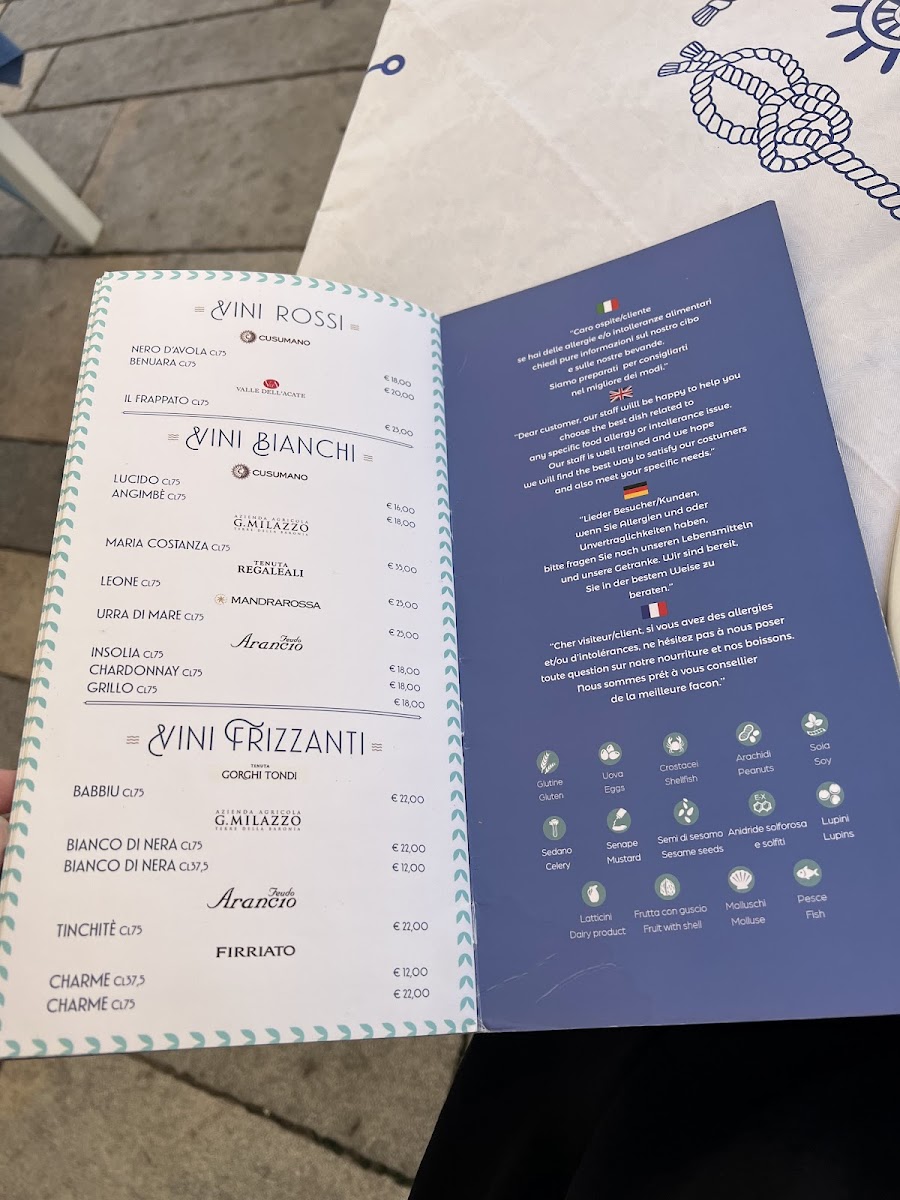 VINI ROSSI
CUSUMANO
NERO D'AVOLA CL75 € 18,00
BENUARA CL75 € 20,00
VALLE DELL'ACATE
IL FRAPPATO CL75 € 25,00
VINI BIANCHI
CUSUMANO
LUCIDO CL75 € 16,00
ANGIMBÈ CL75 € 18,00
AZIENDA AGRICOLA
G.MILAZZO
TERRE DELLA BARONIA
MARIA COSTANZA CL75 € 35,00
TENUTA
REGALEALI
LEONE CL75 € 25,00
MANDRAROSSA
URRA DI MARE CL75 € 25,00
Feudo
Arancio
INSOLIA CL75 € 18,00
CHARDONNAY CL75 € 18,00
GRILLO CL75 € 18,00
VINI FRIZZANTI
TENUTA
GORGHI TONDI
BABBIU CL75 € 22,00
AZIENDA AGRICOLA
G.MILAZZO
TERRE DELLA BARONIA
BIANCO DI NERA CL75 € 22,00
BIANCO DI NERA CL37,5 € 12,00
Feudo
Arancio
TINCHITÈ CL75 € 22,00
FIRRIATO
CHARME CL37,5 € 12,00
CHARME CL75 € 22,00
"Caro ospite/cliente
se hai delle allergie e/o intolleranze alimentari
chiedi pure informazioni sul nostro cibo
e sulle nostre bevande.
Siamo preparati per consigliarti
nel migliore dei modi."
"Dear customer, our staff willl be happy to help you
choose the best dish related to
any specific food allergy or intollerance issue.
Our staff is well trained and we hope
we will find the best way to satisfy our costumers
and also meet your specific needs."
"Lieder Besucher/Kunden,
wenn Sie Allergien und oder
Unvertraglichkeiten haben,
bitte fragen Sie nach unseren Lebensmitteln
und unsere Getranke. Wir sind bereit,
Sie in der bestem Weise zu
beraten."
"Cher visiteur/client, si vous avez des allergies
et/ou d'intolérances, ne hésitez pas à nous poser
toute question sur notre nourriture et nos boissons.
Nous sommes prêt à vous consellier
de la meilleure facon."
Glutine Uova Crostacei Arachidi Soia
Gluten Eggs Shellfish Peanuts Soy
E-X
Sedano Senape Semi di sesamo Anidride solforosa Lupini
Celery Mustard Sesame seeds e solfiti Lupins
Latticini Frutta con guscio Molluschi Pesce
Dairy product Fruit with shell Molluse Fish